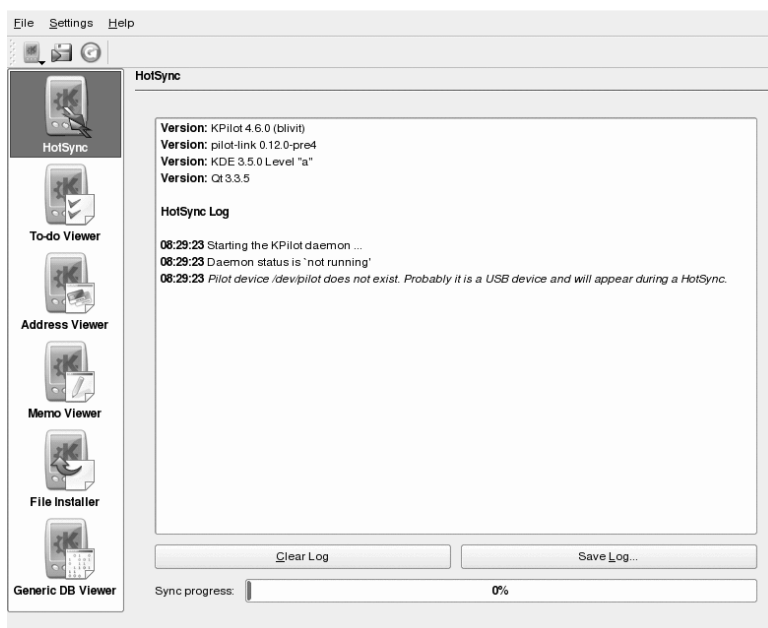 File Settings Help
HotSync
HotSync
To-do Viewer
Address Viewer
Memo Viewer
File Installer
Generic DB Viewer
Version: KPilot 4.6.0 (blivit)
Version: pilot-link 0.12.0-pre4
Version: KDE 3.5.0 Level "a"
Version: Qt 3.3.5
HotSync Log
08:29:23 Starting the KPilot daemon ...
08:29:23 Daemon status is `not running'
08:29:23 Pilot device /dev/pilot does not exist. Probably it is a USB device and will appear during a HotSync.
Clear Log
Save Log...
Sync progress: 0%